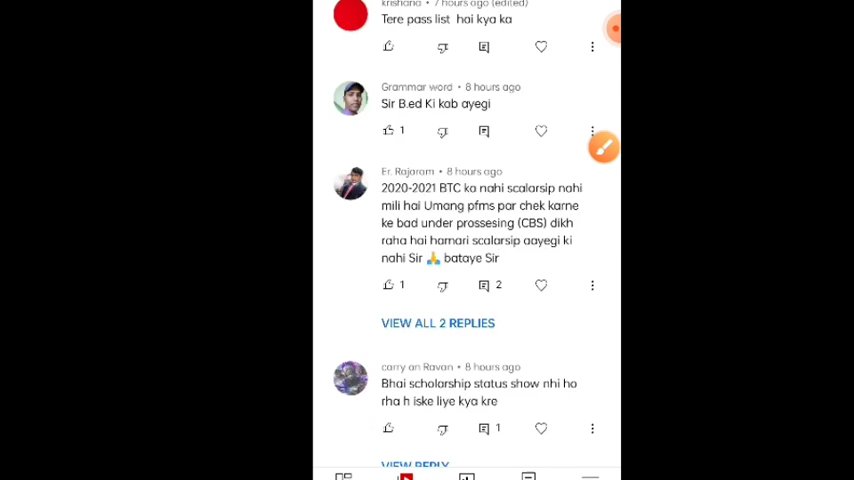 krishana • 7 hours ago (edited)
Tere pass list hai kya ka
Grammar word • 8 hours ago
Sir B.ed Ki kab ayegi
1
Er. Rajaram • 8 hours ago
2020-2021 BTC ka nahi scalarsip nahi
mili hai Umang pfms par chek karne
ke bad under prossesing (CBS) dikh
raha hai hamari scalarsip aayegi ki
nahi Sir 🙏 bataye Sir
1 2
VIEW ALL 2 REPLIES
carry on Ravan • 8 hours ago
Bhai scholarship status show nhi ho
rha h iske liye kya kre
1
VIEW REPLY